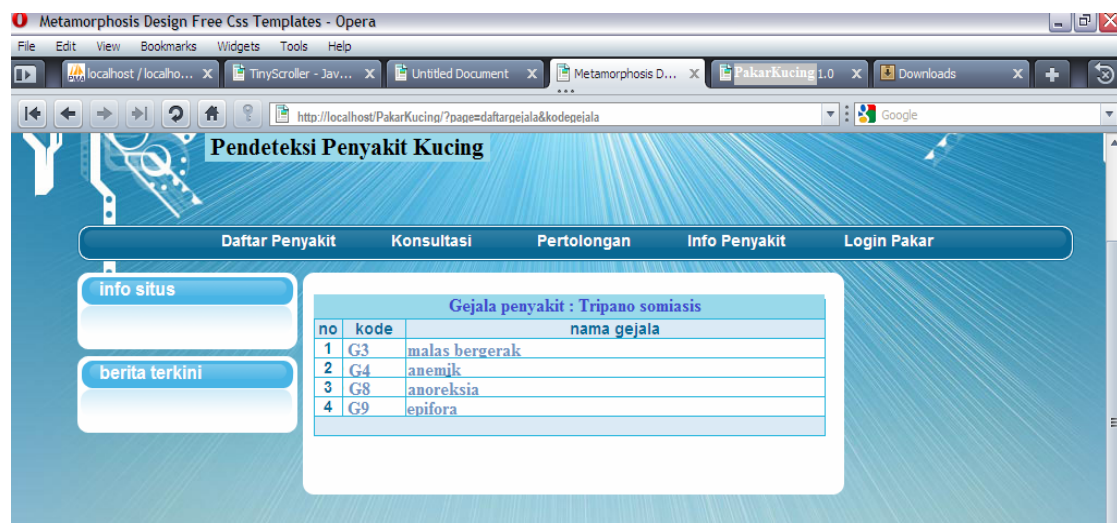 Metamorphosis Design Free Css Templates - Opera
File Edit View Bookmarks Widgets Tools Help
localhost / localho... TinyScroller - Jav... Untitled Document Metamorphosis D... PakarKucing 1.0 Downloads
http://localhost/PakarKucing/?page=daftargejala&kodegejala Google
Pendeteksi Penyakit Kucing
Daftar Penyakit Konsultasi Pertolongan Info Penyakit Login Pakar
info situs
berita terkini
Gejala penyakit : Tripano somiasis
no kode nama gejala
1 G3 malas bergerak
2 G4 anemik
3 G8 anoreksia
4 G9 epifora